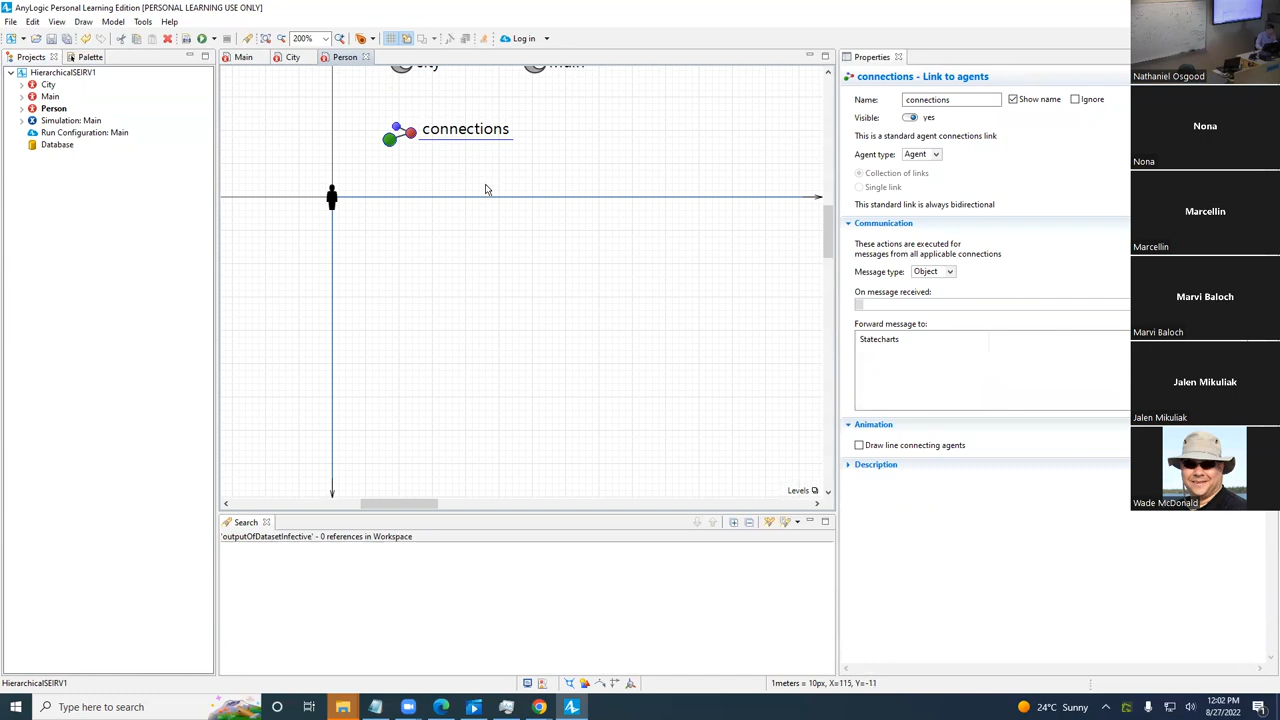 AnyLogic Personal Learning Edition [PERSONAL LEARNING USE ONLY]
File Edit View Draw Model Tools Help
200% Log in
Projects Palette
Main City Person
Properties
HierarchicalSEIRV1
City
Main
Person
Simulation: Main
Run Configuration: Main
Database
connections
Levels
Search
'outputOfDatasetInfective' - 0 references in Workspace
connections - Link to agents
Name: connections Show name Ignore
Visible: yes
This is a standard agent connections link
Agent type: Agent
Collection of links
Single link
This standard link is always bidirectional
Communication
These actions are executed for
messages from all applicable connections
Message type: Object
On message received:
Forward message to:
Statecharts
Animation
Draw line connecting agents
Description
Nathaniel Osgood
Nona
Nona
Marcellin
Marcellin
Marvi Baloch
Marvi Baloch
Jalen Mikuliak
Jalen Mikuliak
Wade McDonald
HierarchicalSEIRV1
1meters = 10px, X=115, Y=-11
Type here to search
24°C Sunny
12:02 PM
8/27/2022